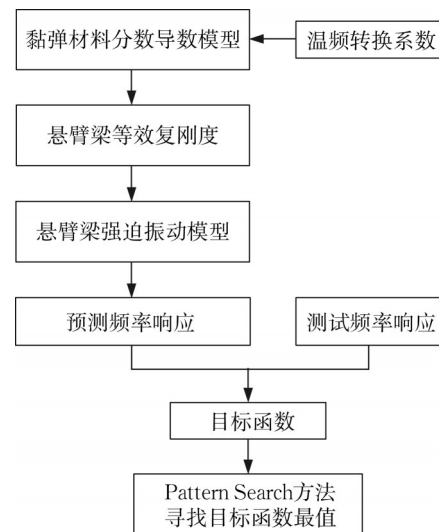 黏弹材料分数导数模型
温频转换系数
悬臂梁等效复刚度
悬臂梁强迫振动模型
预测频率响应
测试频率响应
目标函数
Pattern Search方法
寻找目标函数最值